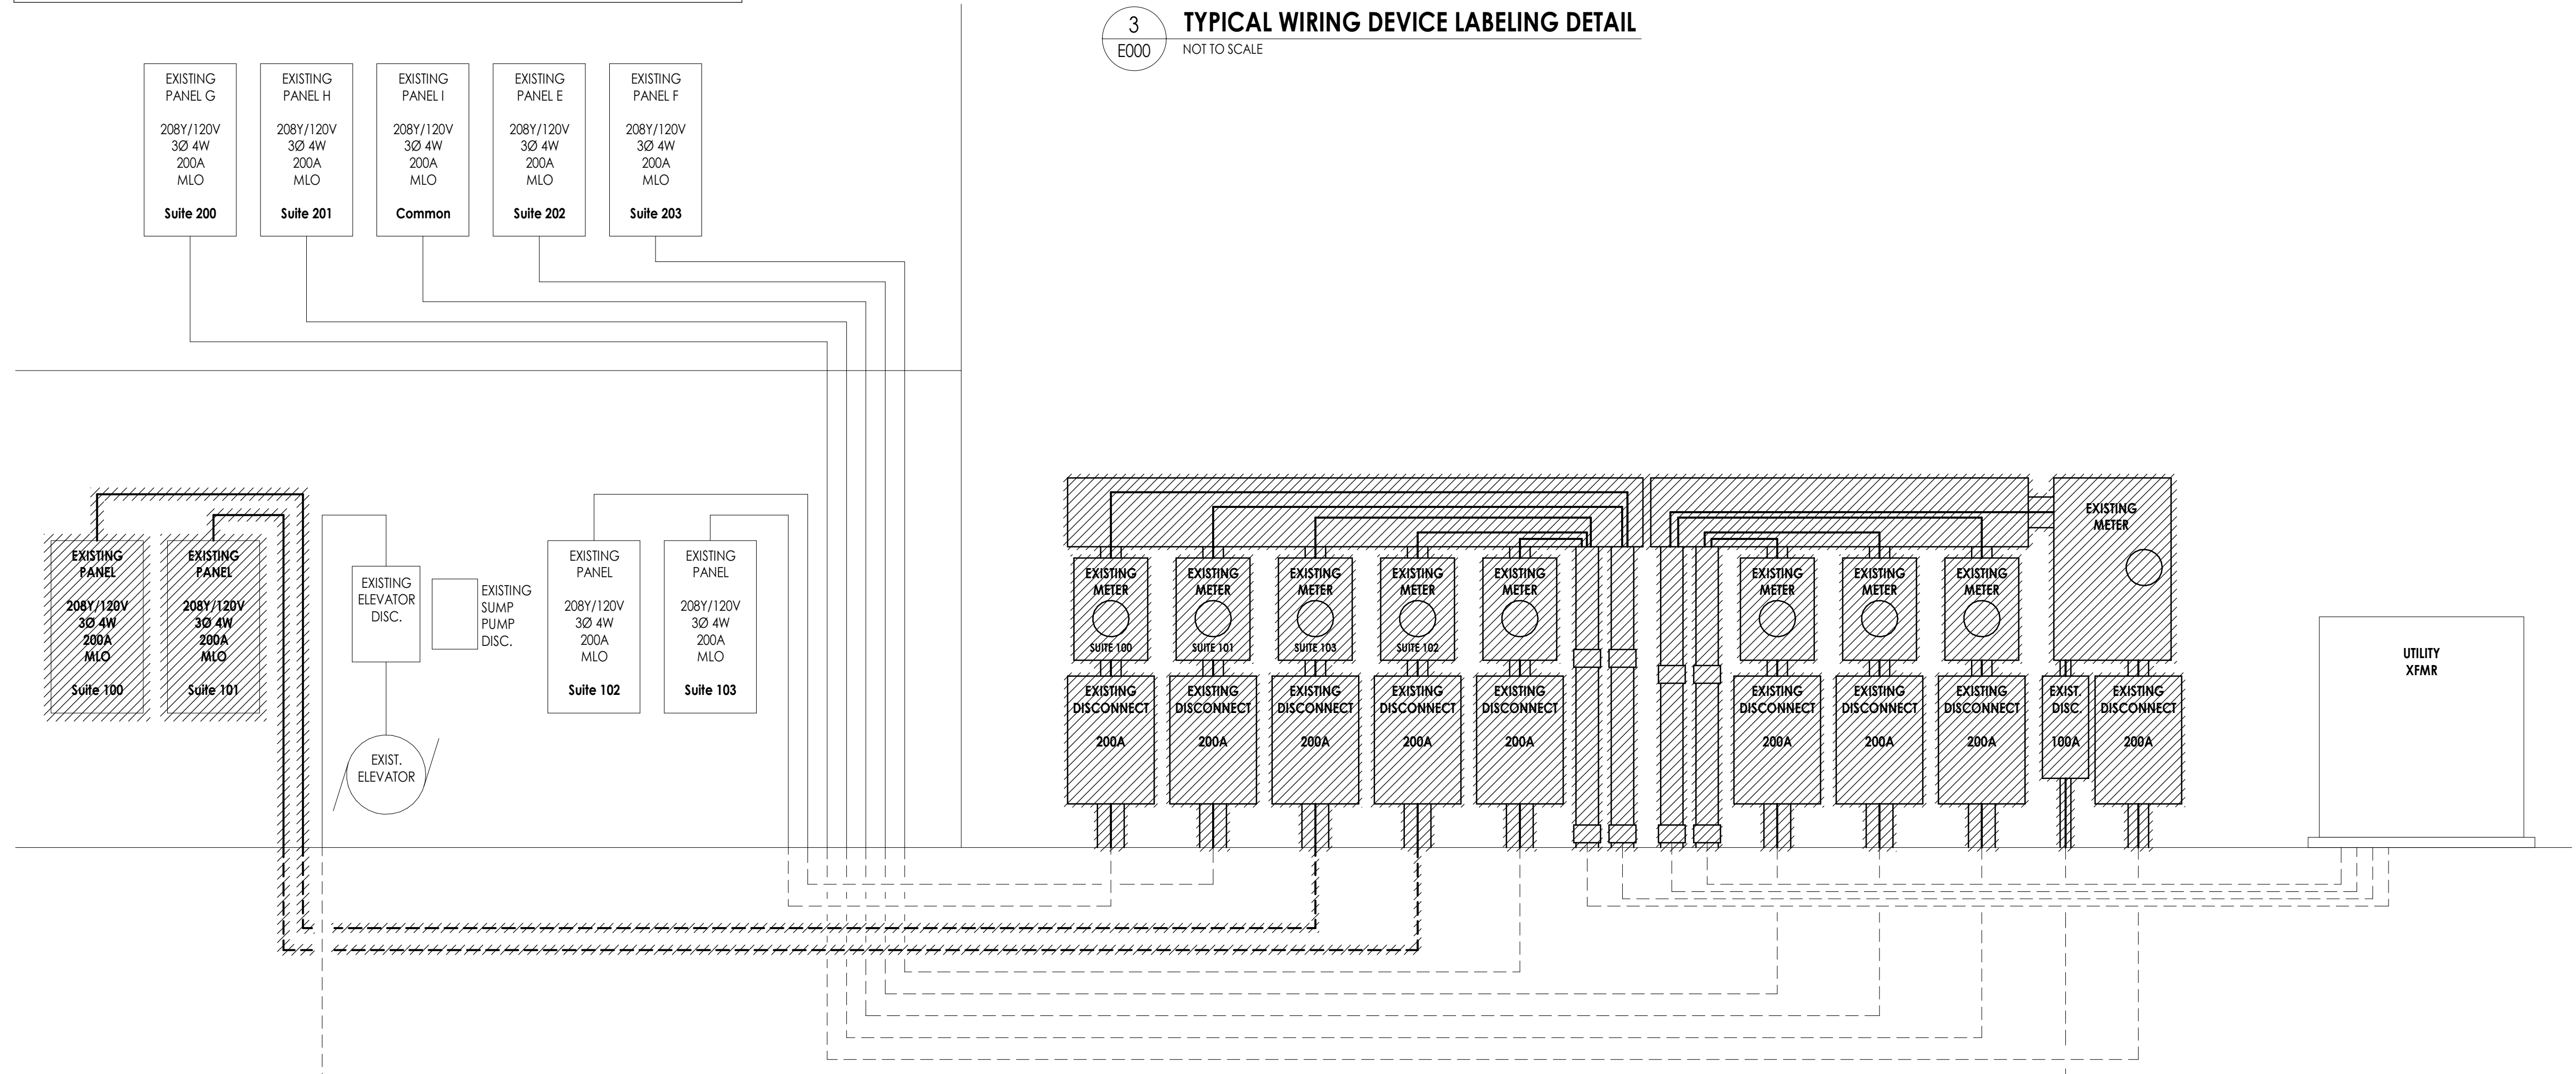 3
E000
TYPICAL WIRING DEVICE LABELING DETAIL
NOT TO SCALE
EXISTING
PANEL G
208Y/120V
3Ø 4W
200A
MLO
Suite 200
EXISTING
PANEL H
208Y/120V
3Ø 4W
200A
MLO
Suite 201
EXISTING
PANEL I
208Y/120V
3Ø 4W
200A
MLO
Common
EXISTING
PANEL E
208Y/120V
3Ø 4W
200A
MLO
Suite 202
EXISTING
PANEL F
208Y/120V
3Ø 4W
200A
MLO
Suite 203
EXISTING
PANEL
208Y/120V
3Ø 4W
200A
MLO
Suite 100
EXISTING
PANEL
208Y/120V
3Ø 4W
200A
MLO
Suite 101
EXISTING
ELEVATOR
DISC.
EXISTING
SUMP
PUMP
DISC.
EXIST.
ELEVATOR
EXISTING
PANEL
208Y/120V
3Ø 4W
200A
MLO
Suite 102
EXISTING
PANEL
208Y/120V
3Ø 4W
200A
MLO
Suite 103
EXISTING
METER
SUITE 100
EXISTING
METER
SUITE 101
EXISTING
METER
SUITE 103
EXISTING
METER
SUITE 102
EXISTING
METER
EXISTING
METER
EXISTING
METER
EXISTING
METER
EXISTING
METER
EXISTING
DISCONNECT
200A
EXISTING
DISCONNECT
200A
EXISTING
DISCONNECT
200A
EXISTING
DISCONNECT
200A
EXISTING
DISCONNECT
200A
EXISTING
DISCONNECT
200A
EXISTING
DISCONNECT
200A
EXISTING
DISCONNECT
200A
EXIST.
DISC.
100A
EXISTING
DISCONNECT
200A
UTILITY
XFMR